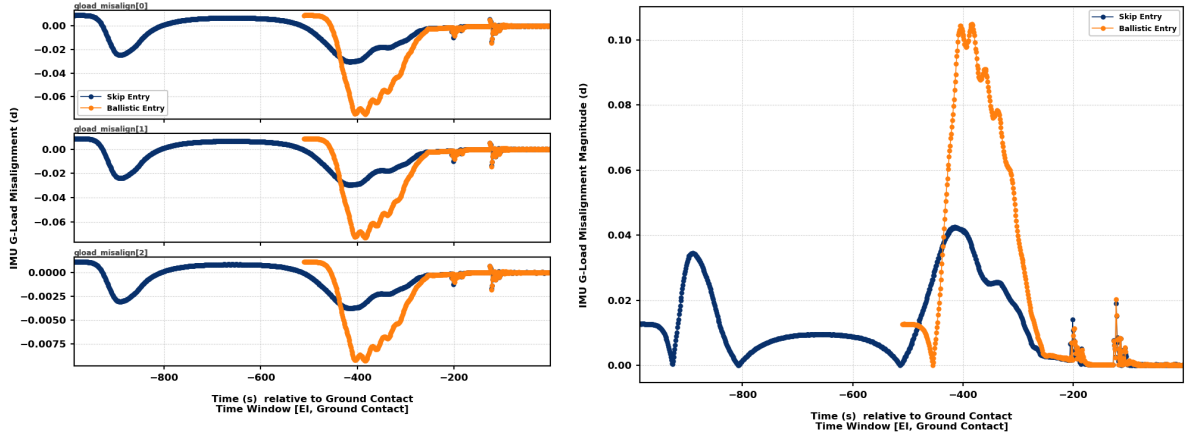 gload_misalign[0]
0.00
−0.02
−0.04
−0.06
Skip Entry
Ballistic Entry
gload_misalign[1]
0.00
−0.02
−0.04
−0.06
gload_misalign[2]
0.0000
−0.0025
−0.0050
−0.0075
IMU G-Load Misalignment (d)
−800
−600
−400
−200
Time (s) relative to Ground Contact
Time Window [EI, Ground Contact]
Skip Entry
Ballistic Entry
0.10
0.08
0.06
0.04
0.02
0.00
IMU G-Load Misalignment Magnitude (d)
−800
−600
−400
−200
Time (s) relative to Ground Contact
Time Window [EI, Ground Contact]